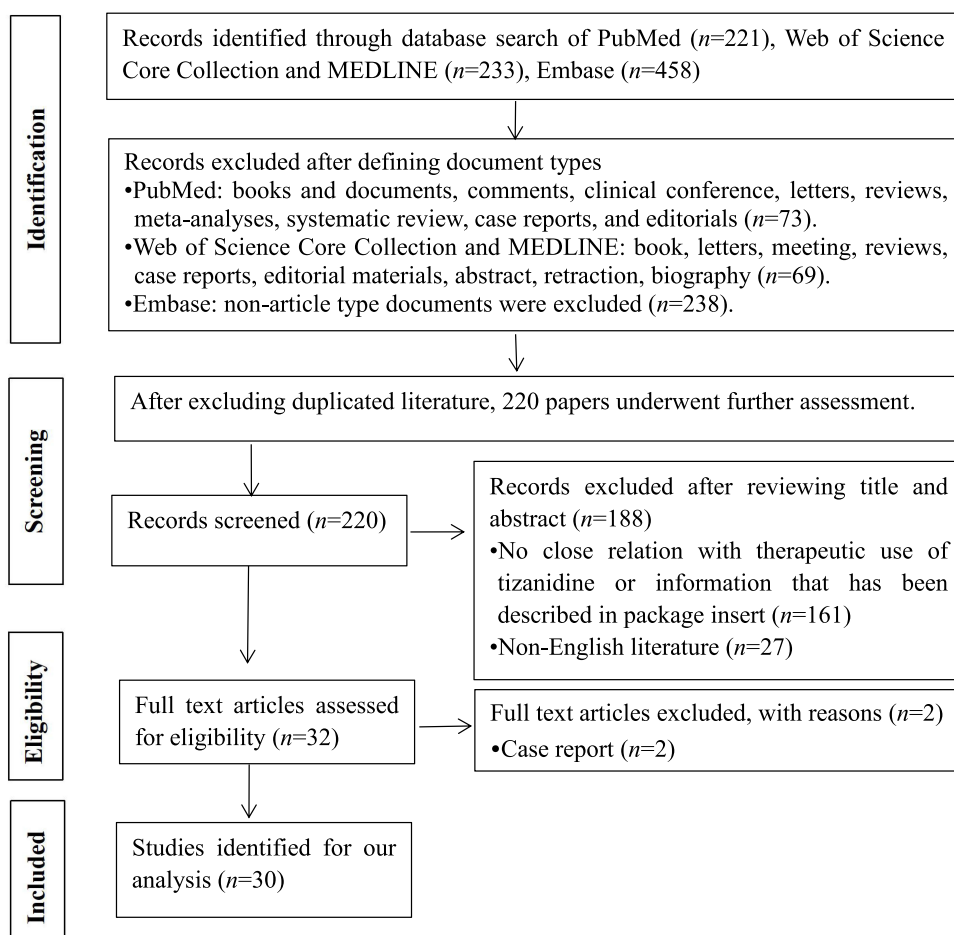 Identification
Records identified through database search of PubMed (n=221), Web of Science
Core Collection and MEDLINE (n=233), Embase (n=458)
Records excluded after defining document types
•PubMed: books and documents, comments, clinical conference, letters, reviews,
meta-analyses, systematic review, case reports, and editorials (n=73).
•Web of Science Core Collection and MEDLINE: book, letters, meeting, reviews,
case reports, editorial materials, abstract, retraction, biography (n=69).
•Embase: non-article type documents were excluded (n=238).
Screening
After excluding duplicated literature, 220 papers underwent further assessment.
Records screened (n=220)
Records excluded after reviewing title and
abstract (n=188)
•No close relation with therapeutic use of
tizanidine or information that has been
described in package insert (n=161)
•Non-English literature (n=27)
Eligibility
Full text articles assessed
for eligibility (n=32)
Full text articles excluded, with reasons (n=2)
•Case report (n=2)
Included
Studies identified for our
analysis (n=30)